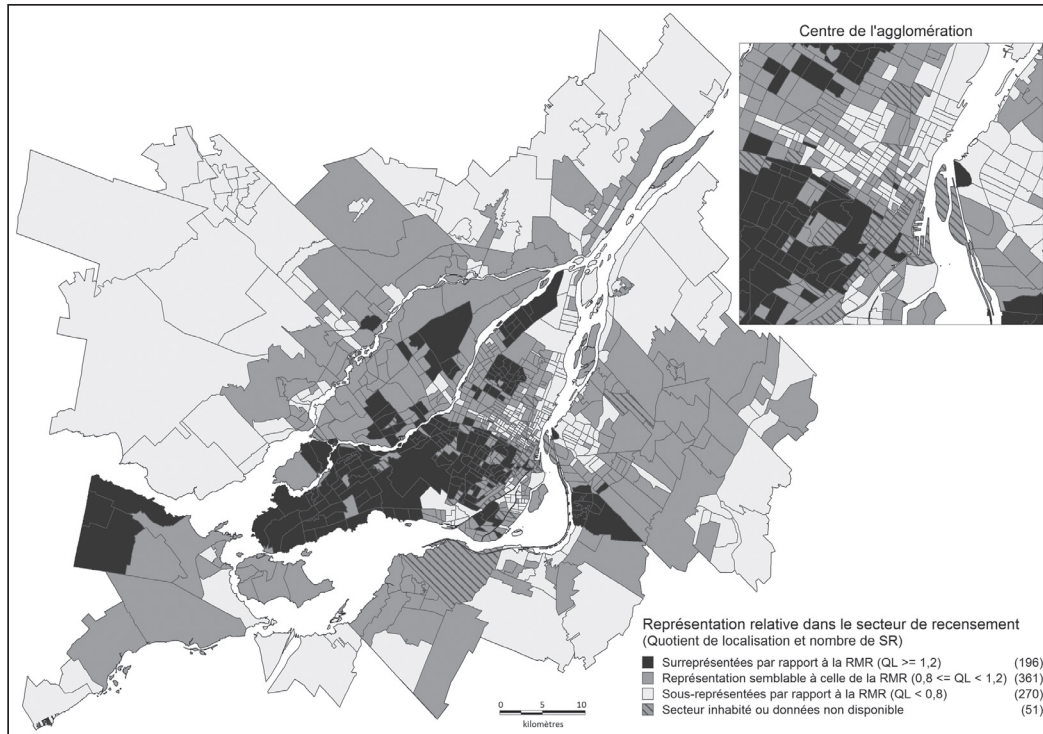 Centre de l'agglomération
Représentation relative dans le secteur de recensement
(Quotient de localisation et nombre de SR)
Surreprésentées par rapport à la RMR (QL >= 1,2) (196)
Représentation semblable à celle de la RMR (0,8 <= QL < 1,2) (361)
Sous-représentées par rapport à la RMR (QL < 0,8) (270)
Secteur inhabité ou données non disponible (51)
0 5 10
kilomètres